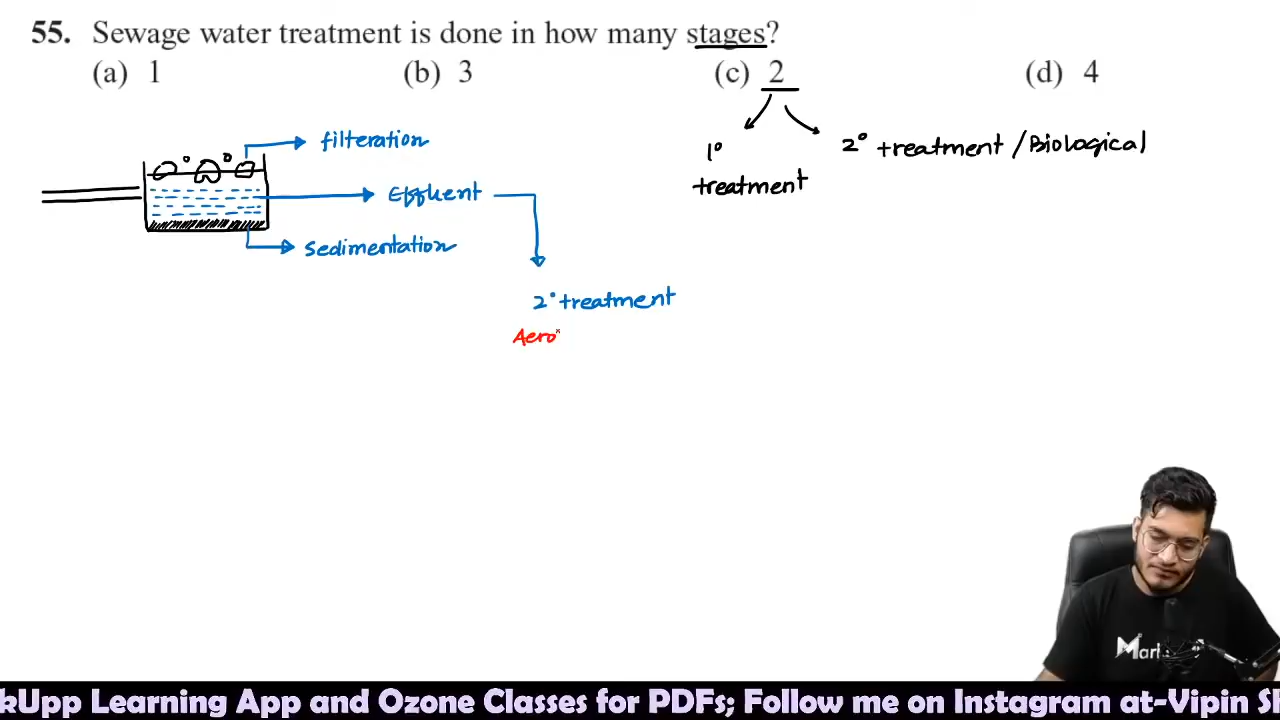 55. Sewage water treatment is done in how many stages?
(a) 1 (b) 3 (c) 2 (d) 4
filteration
1° treatment
2° treatment / Biological
Effluent
Sedimentation
2° treatment
Aero
kUpp Learning App and Ozone Classes for PDFs; Follow me on Instagram at-Vipin Sh